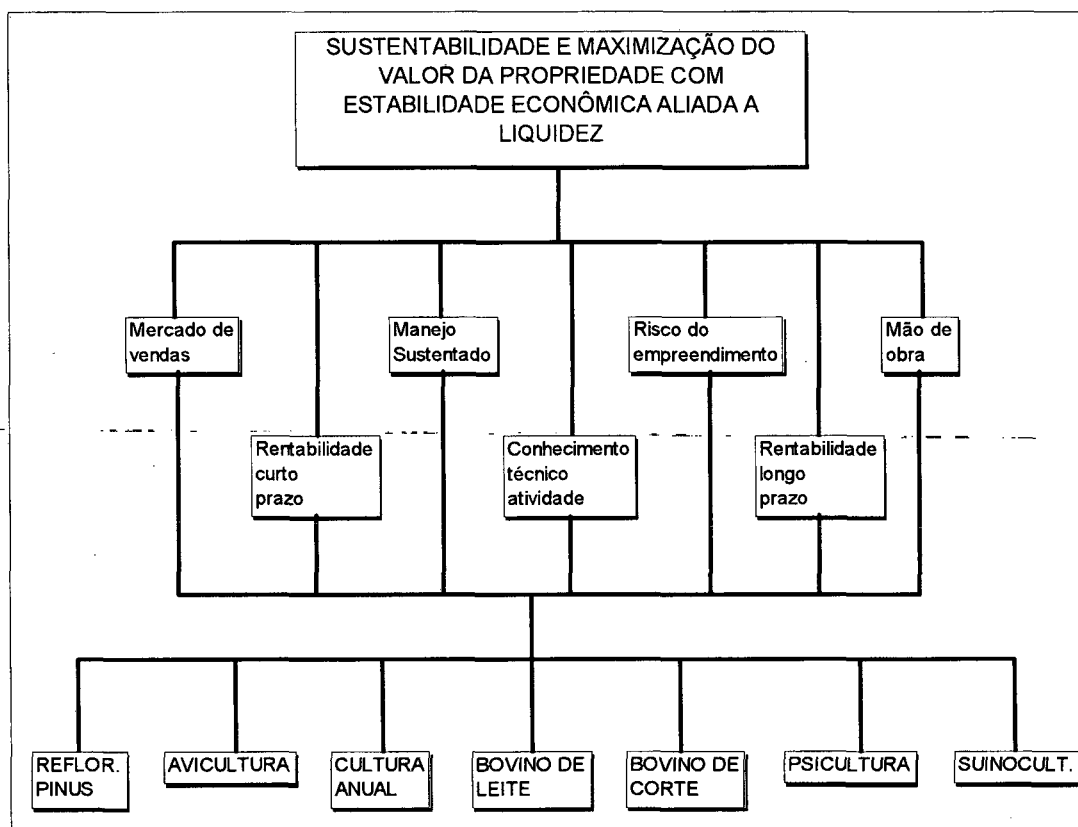 SUSTENTABILIDADE E MAXIMIZAÇÃO DO
VALOR DA PROPRIEDADE COM
ESTABILIDADE ECONÔMICA ALIADA A
LIQUIDEZ
Mercado de
vendas
Manejo
Sustentado
Risco do
empreendimento
Mão de
obra
Rentabilidade
curto
prazo
Conhecimento
técnico
atividade
Rentabilidade
longo
prazo
REFLOR.
PINUS
AVICULTURA
CULTURA
ANUAL
BOVINO DE
LEITE
BOVINO DE
CORTE
PSICULTURA
SUINOCULT.